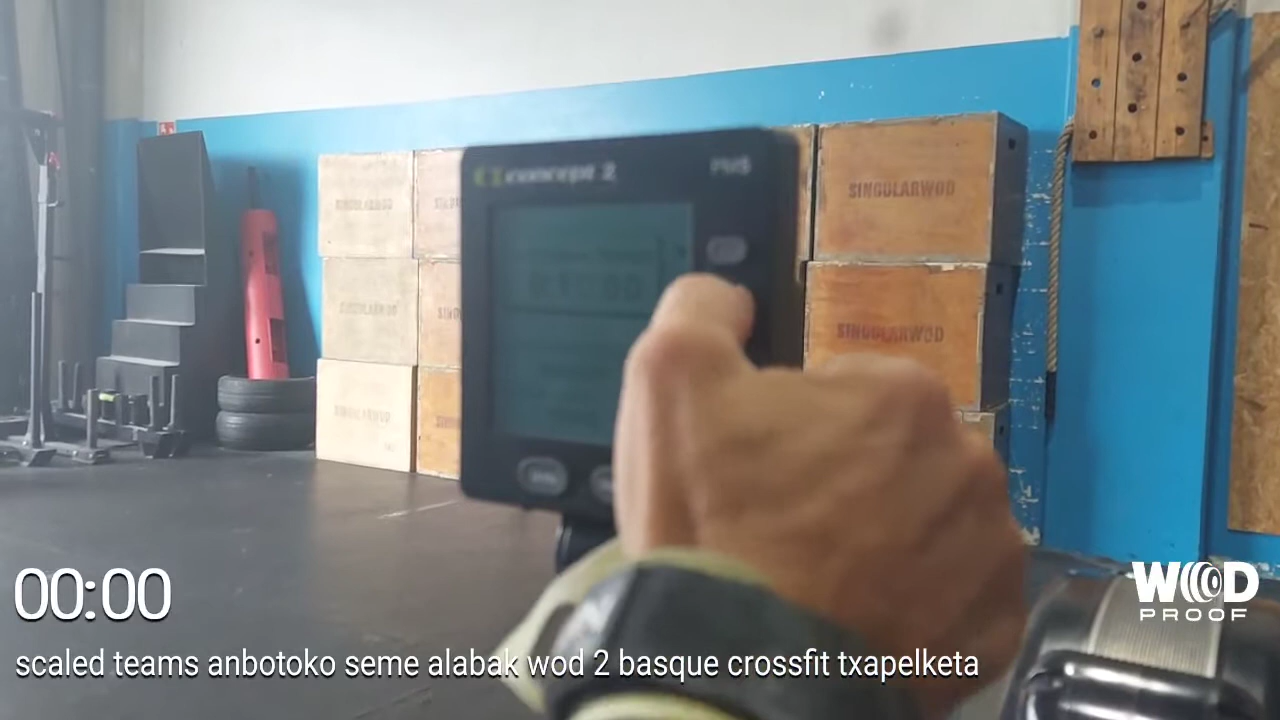 concept 2
PM5
SINGULARWOD
SINGULARWOD
SINGULARWOD
SINGULARWOD
SINGULARWOD
00:00
WOD
PROOF
scaled teams anbotoko seme alabak wod 2 basque crossfit txapelketa